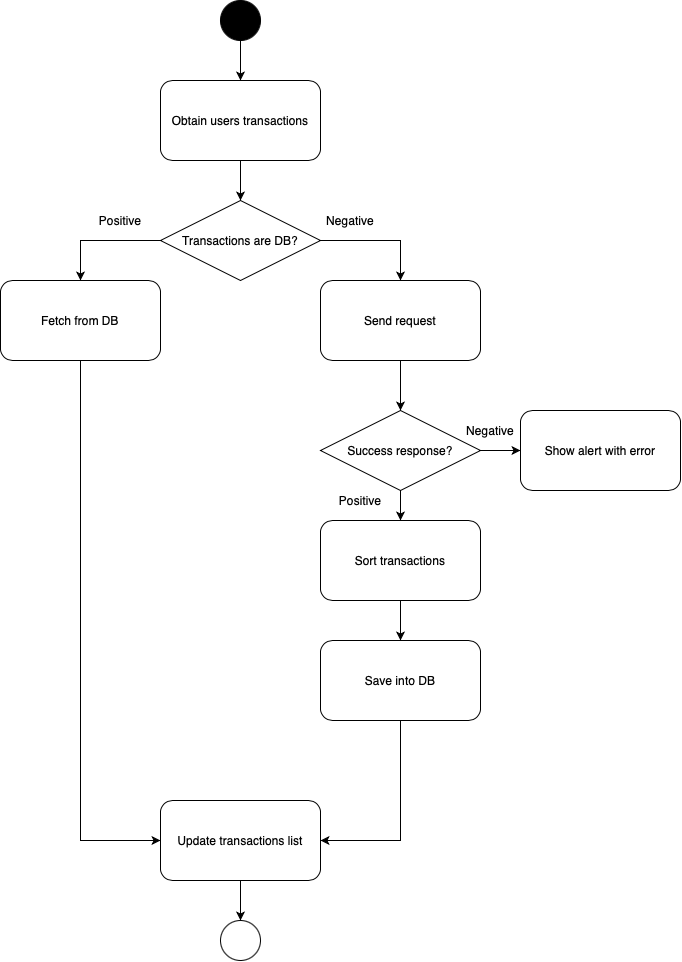 Obtain users transactions
Positive
Negative
Transactions are DB?
Fetch from DB
Send request
Negative
Success response?
Show alert with error
Positive
Sort transactions
Save into DB
Update transactions list